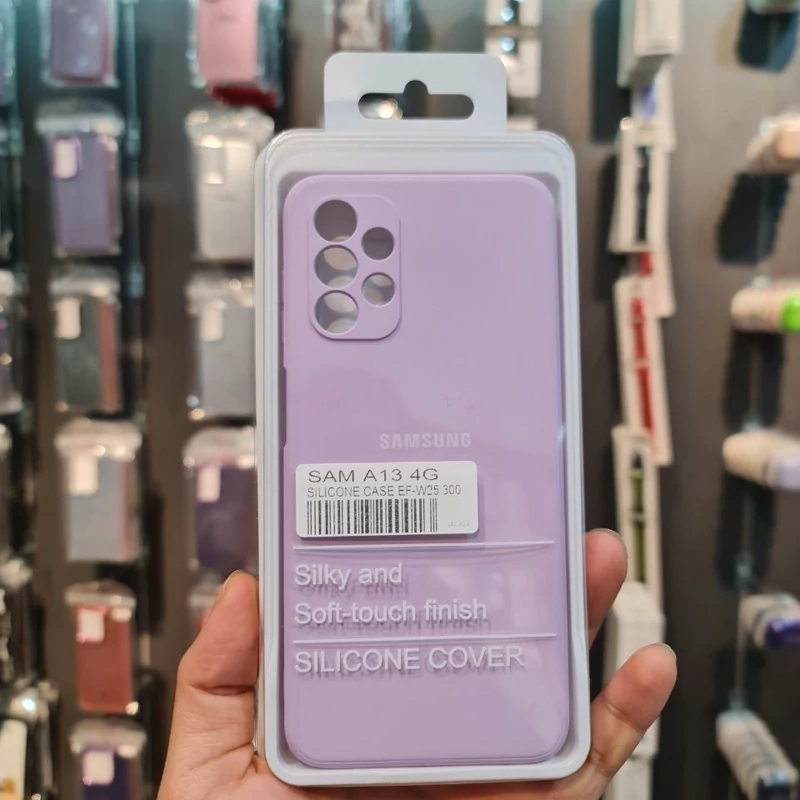 SAMSUNG
SAM A13 4G
SILICONE CASE EF-W25 300
Silky and
Soft-touch finish
SILICONE COVER